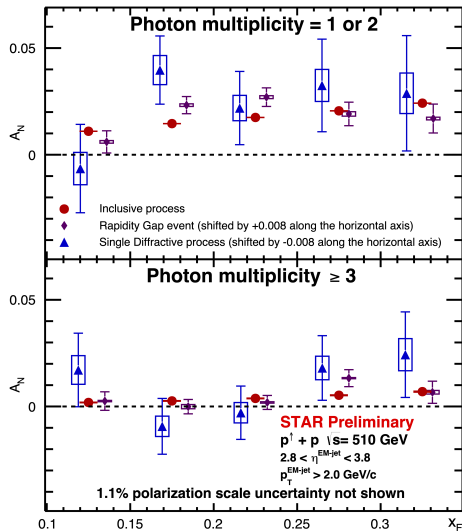 Photon multiplicity = 1 or 2
0.05
A_N
0
Inclusive process
Rapidity Gap event (shifted by +0.008 along the horizontal axis)
Single Diffractive process (shifted by -0.008 along the horizontal axis)
Photon multiplicity ≥ 3
0.05
A_N
0
STAR Preliminary
p↑ + p √s= 510 GeV
2.8 < η^EM-jet < 3.8
p_T^EM-jet > 2.0 GeV/c
1.1% polarization scale uncertainty not shown
0.1 0.15 0.2 0.25 0.3 x_F